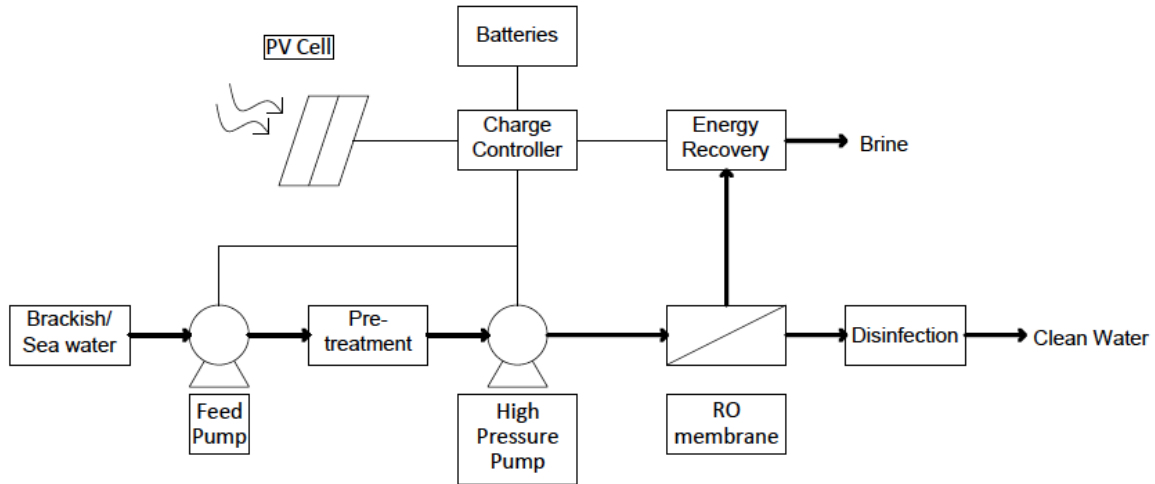 Batteries
PV Cell
Charge
Controller
Energy
Recovery
Brine
Brackish/
Sea water
Pre-
treatment
Disinfection
Clean Water
Feed
Pump
High
Pressure
Pump
RO
membrane